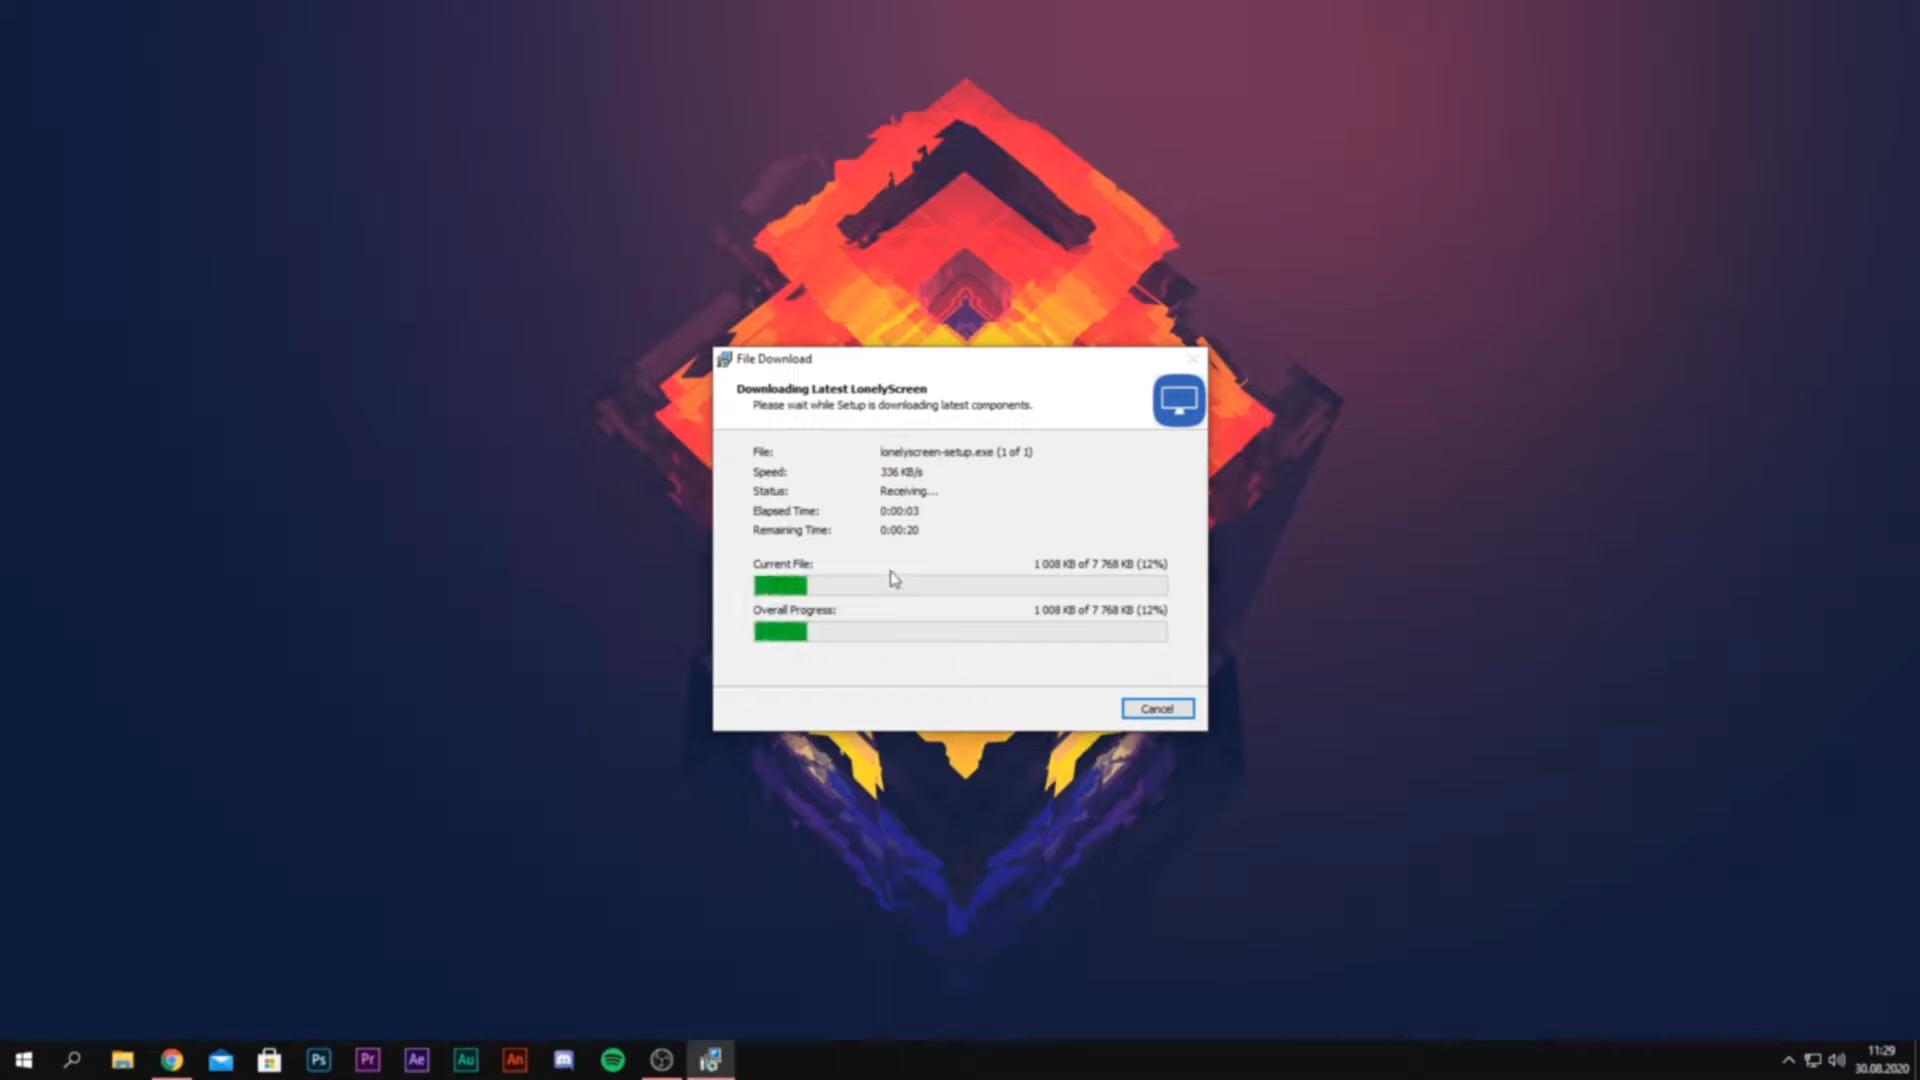 File Download
Downloading Latest LonelyScreen
Please wait while Setup is downloading latest components.
File: lonelyscreen-setup.exe (1 of 1)
Speed: 336 KB/s
Status: Receiving...
Elapsed Time: 0:00:03
Remaining Time: 0:00:20
Current File: 1 008 KB of 7 768 KB (12%)
Overall Progress: 1 008 KB of 7 768 KB (12%)
Cancel
Ps Pr Ae Au An
11:29
30.08.2020